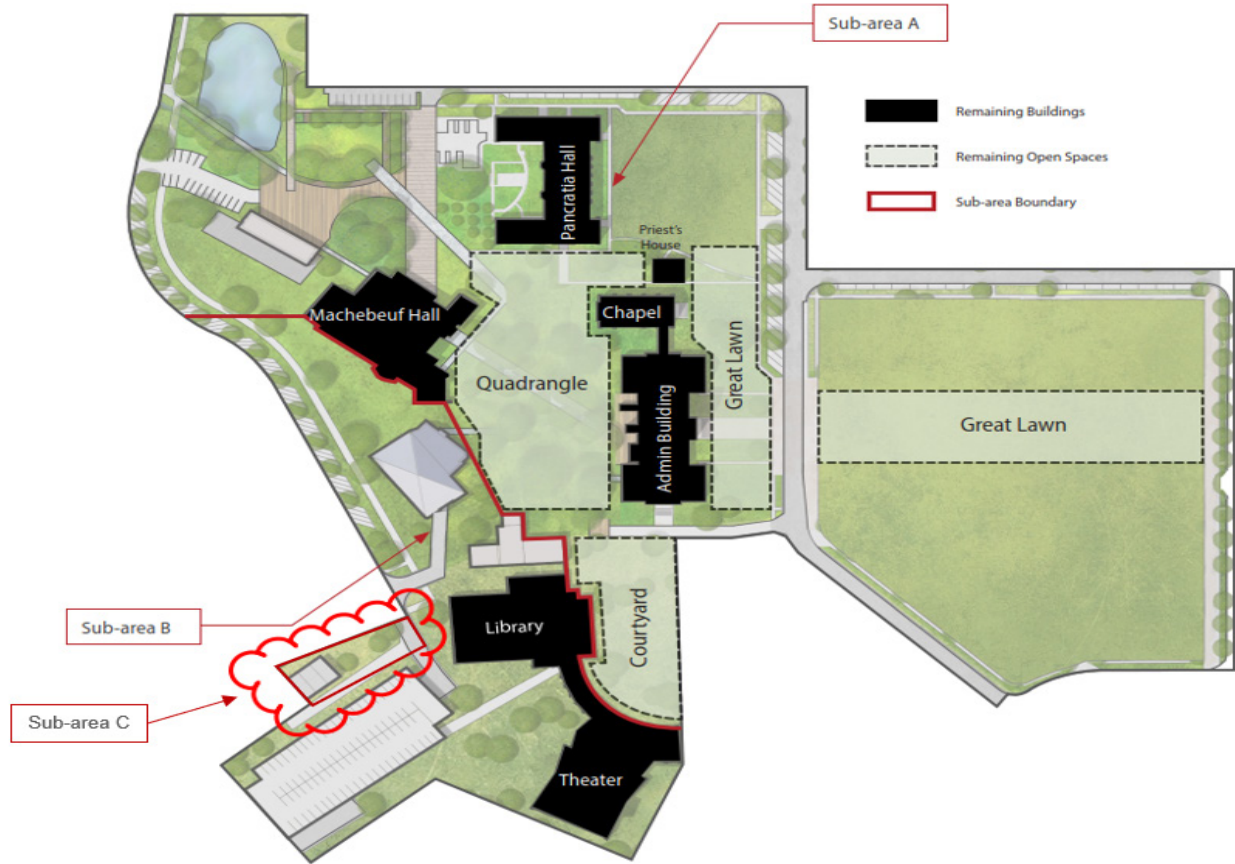 Sub-area A
Remaining Buildings
Remaining Open Spaces
Sub-area Boundary
Pancratia Hall
Priest's
House
Machebeuf Hall
Chapel
Quadrangle
Admin Building
Great Lawn
Great Lawn
Sub-area B
Library
Courtyard
Sub-area C
Theater